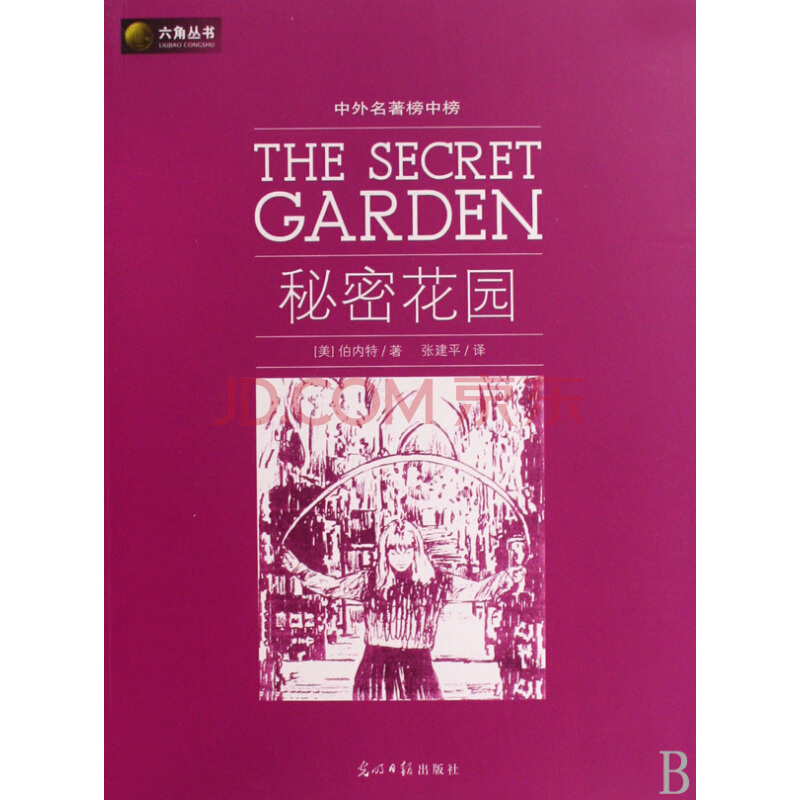 六角丛书
LIUJIAO CONGSHU
中外名著榜中榜
THE SECRET
GARDEN
秘密花园
[美] 伯内特 / 著 张建平 / 译
JD.COM 京东
光明日报出版社
B